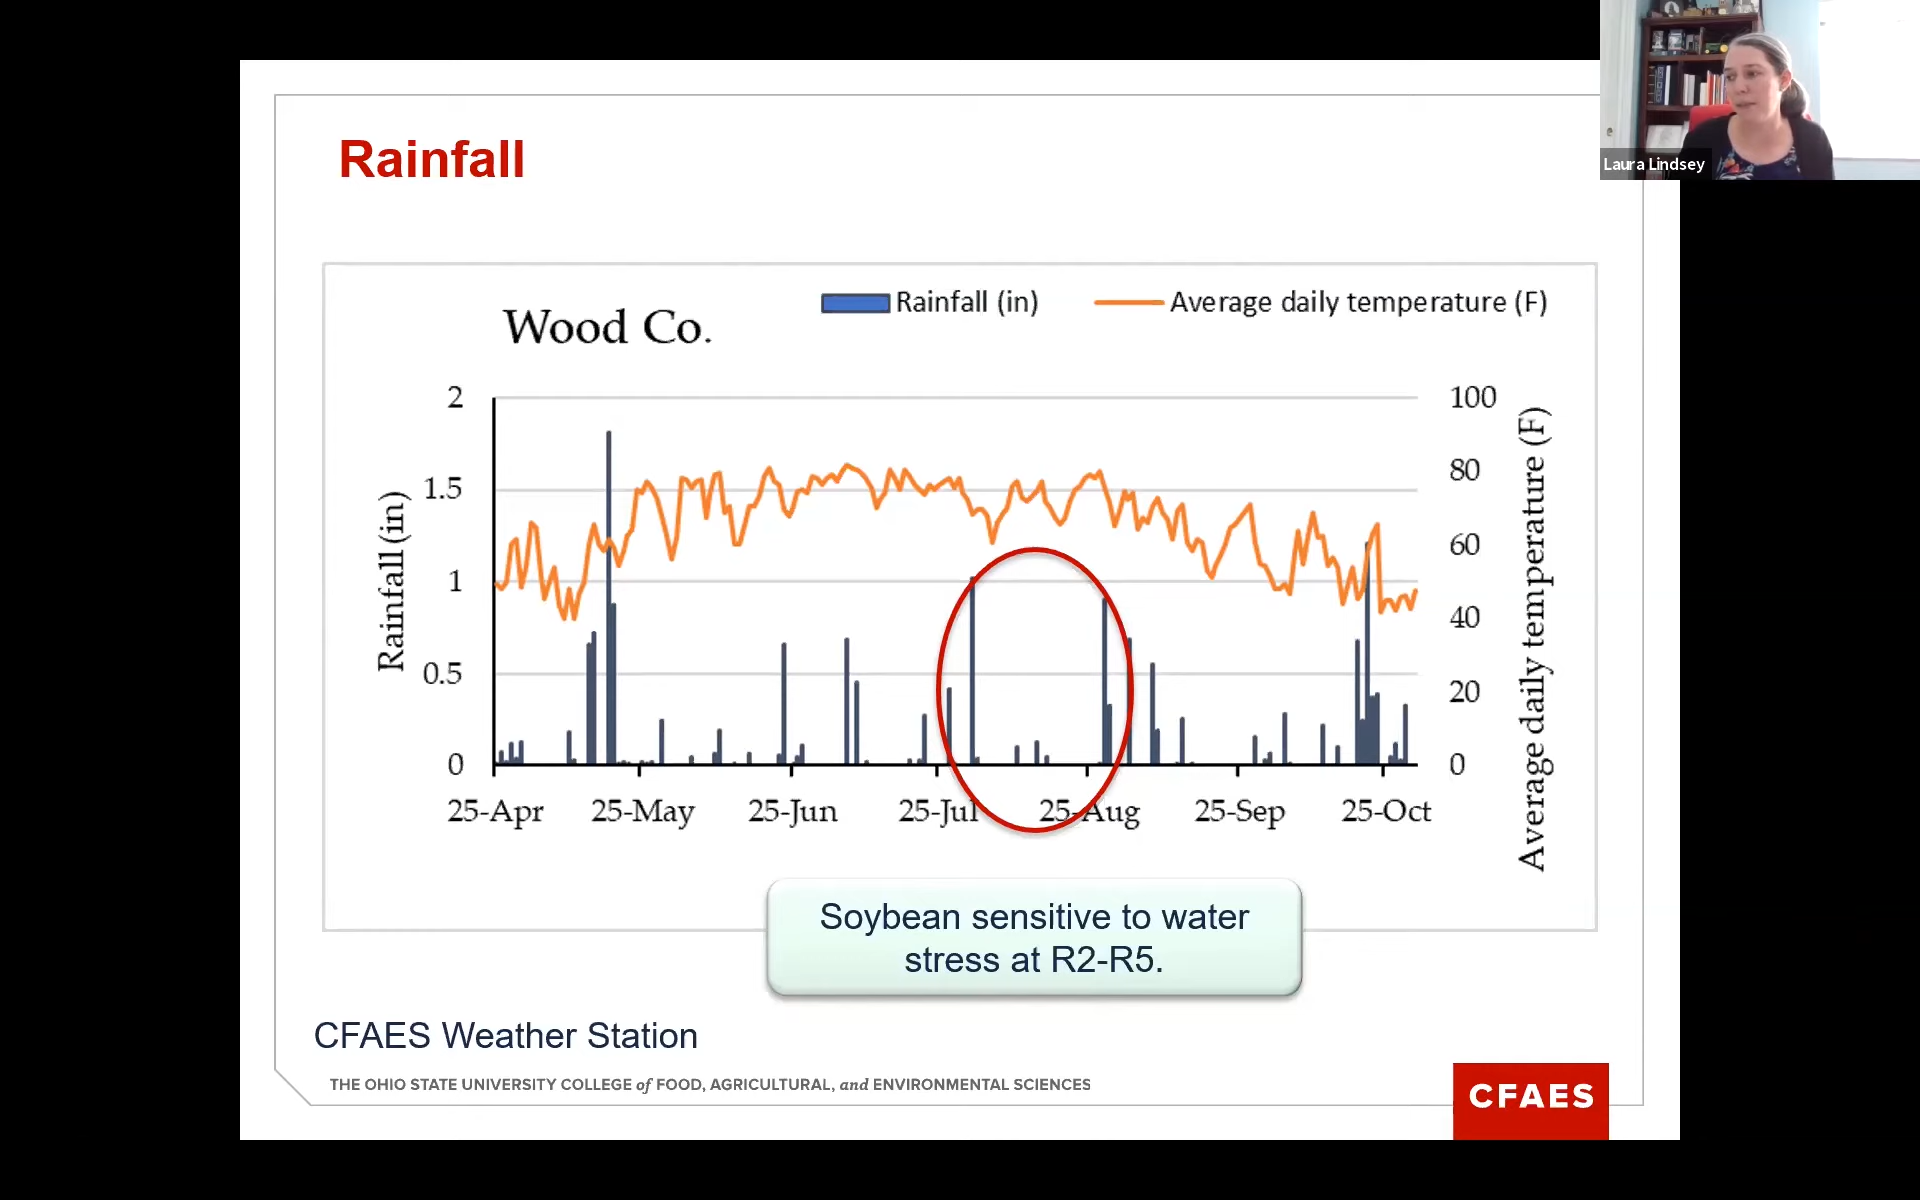 Rainfall
Laura Lindsey
Wood Co.
Rainfall (in)
Average daily temperature (F)
2
1.5
1
0.5
0
Rainfall (in)
100
80
60
40
20
0
Average daily temperature (F)
25-Apr
25-May
25-Jun
25-Jul
25-Aug
25-Sep
25-Oct
Soybean sensitive to water
stress at R2-R5.
CFAES Weather Station
THE OHIO STATE UNIVERSITY COLLEGE of FOOD, AGRICULTURAL, and ENVIRONMENTAL SCIENCES
CFAES